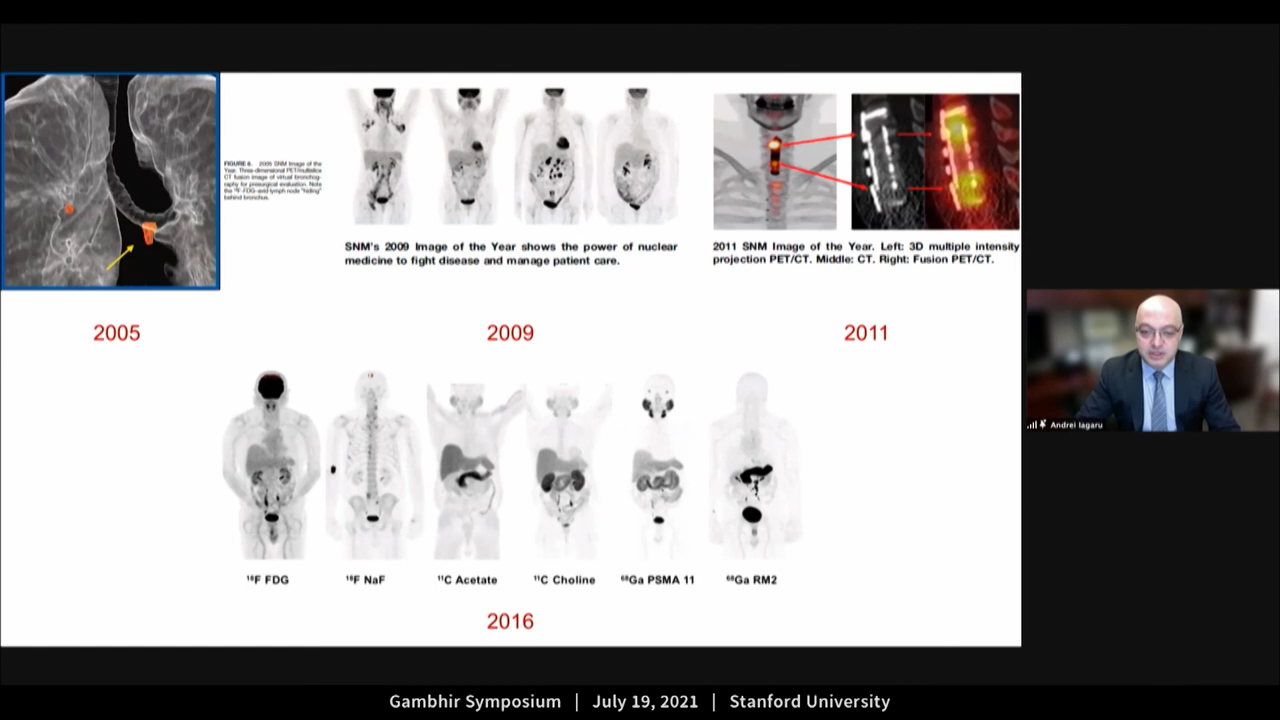 FIGURE 6. 2005 SNM Image of the
Year. Three-dimensional PET/multislice
CT fusion image of virtual bronchog-
raphy for presurgical evaluation. Note
the ¹⁸F-FDG–avid lymph node "hiding"
behind bronchus.
SNM's 2009 Image of the Year shows the power of nuclear
medicine to fight disease and manage patient care.
2011 SNM Image of the Year. Left: 3D multiple intensity
projection PET/CT. Middle: CT. Right: Fusion PET/CT.
2005
2009
2011
¹⁸F FDG
¹⁸F NaF
¹¹C Acetate
¹¹C Choline
⁶⁸Ga PSMA 11
⁶⁸Ga RM2
2016
Andrei Iagaru
Gambhir Symposium | July 19, 2021 | Stanford University